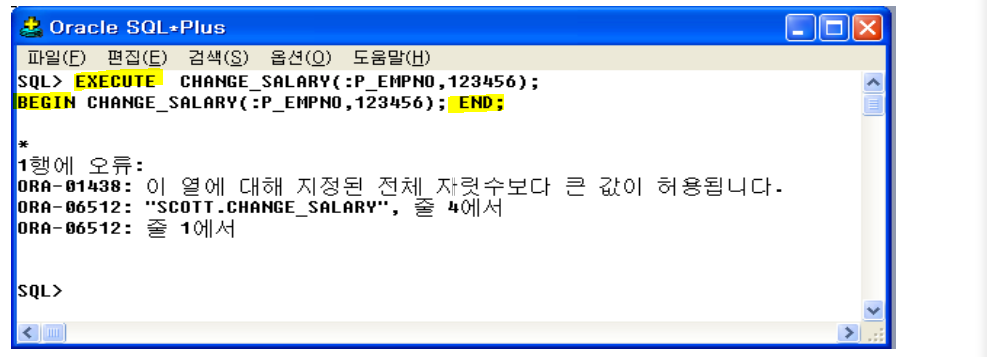 Oracle SQL*Plus
파일(F) 편집(E) 검색(S) 옵션(O) 도움말(H)
SQL> EXECUTE  CHANGE_SALARY(:P_EMPNO,123456);
BEGIN CHANGE_SALARY(:P_EMPNO,123456); END;
*
1행에 오류:
ORA-01438: 이 열에 대해 지정된 전체 자릿수보다 큰 값이 허용됩니다.
ORA-06512: "SCOTT.CHANGE_SALARY", 줄 4에서
ORA-06512: 줄 1에서
SQL>